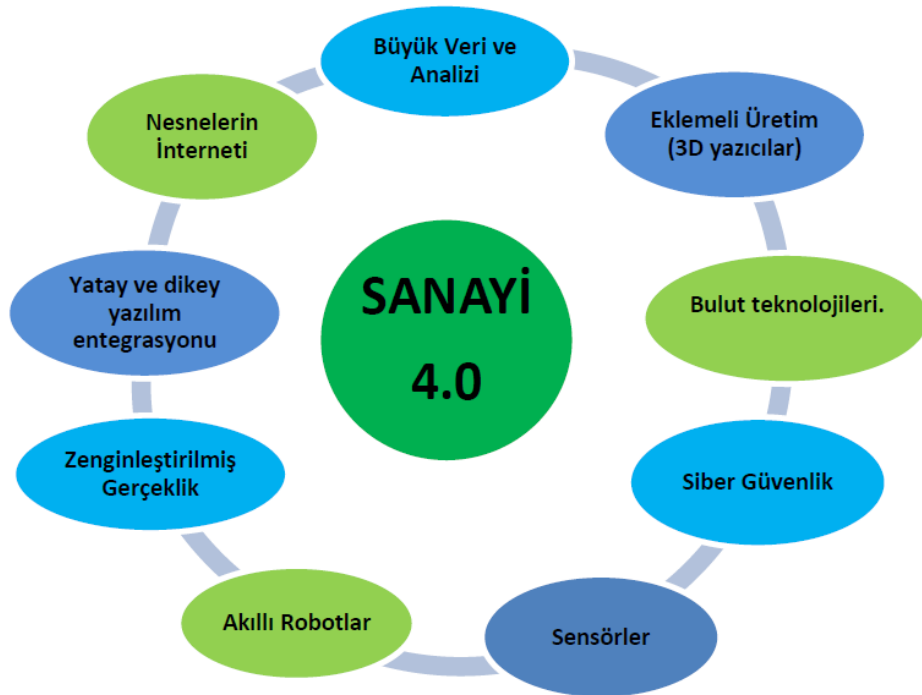 Büyük Veri ve
Analizi
Eklemeli Üretim
(3D yazıcılar)
Bulut teknolojileri.
Siber Güvenlik
Sensörler
Akıllı Robotlar
Zenginleştirilmiş
Gerçeklik
Yatay ve dikey
yazılım
entegrasyonu
Nesnelerin
İnterneti
SANAYİ
4.0